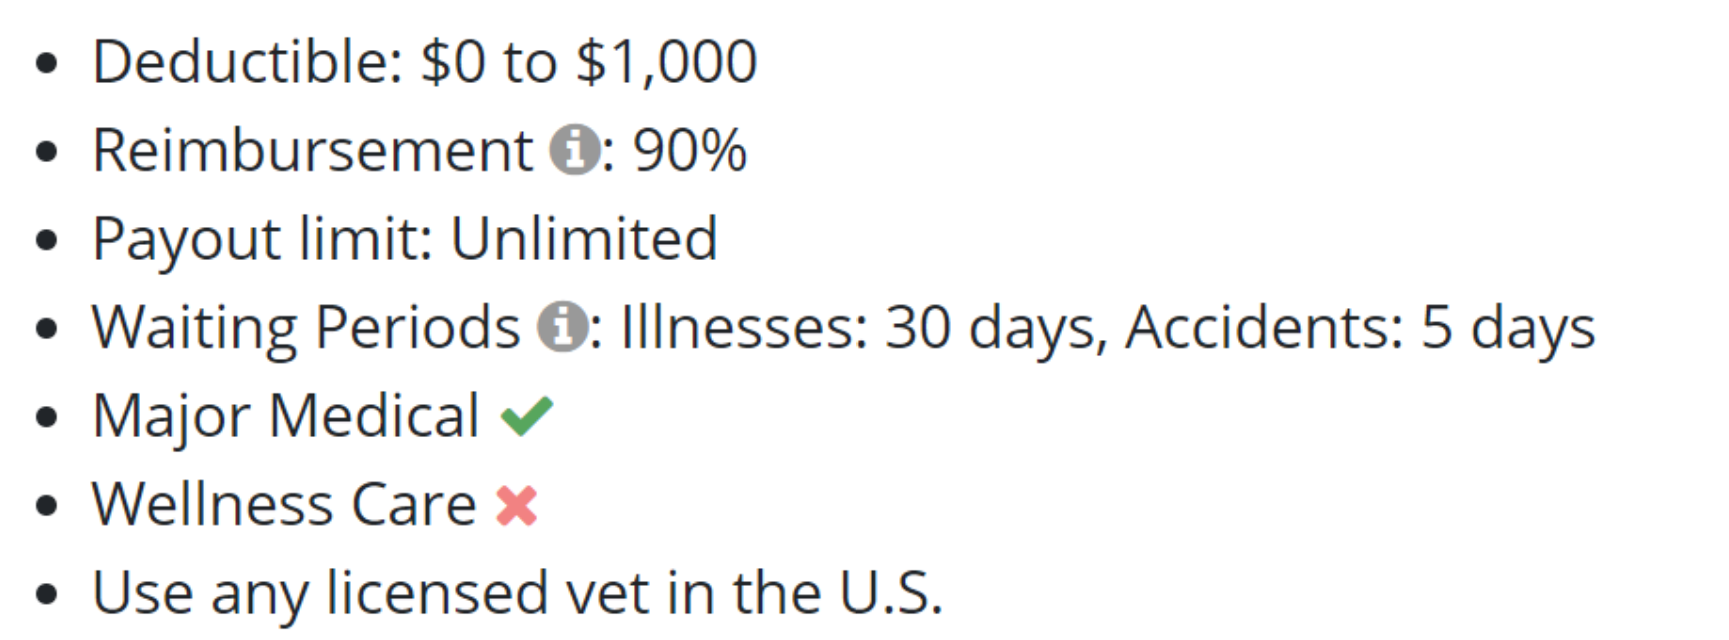 • Deductible: $0 to $1,000
• Reimbursement ℹ: 90%
• Payout limit: Unlimited
• Waiting Periods ℹ: Illnesses: 30 days, Accidents: 5 days
• Major Medical ✔
• Wellness Care ✖
• Use any licensed vet in the U.S.